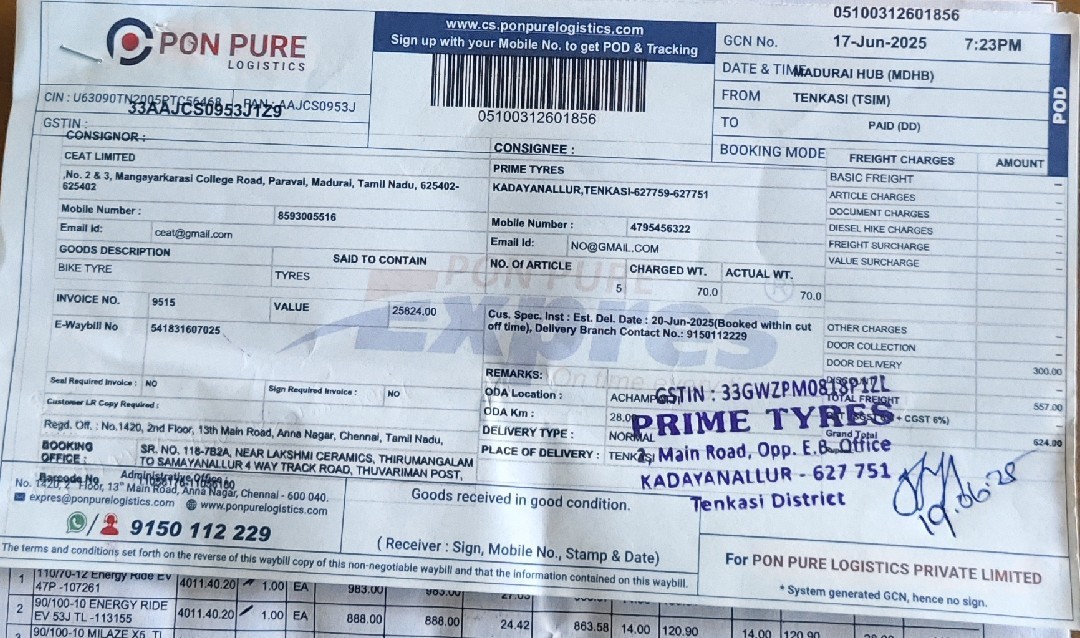 05100312601856
PON PURE
LOGISTICS
www.cs.ponpurelogistics.com
Sign up with your Mobile No. to get POD & Tracking
05100312601856
GCN No. 17-Jun-2025 7:23PM
DATE & TIME MADURAI HUB (MDHB)
FROM TENKASI (TSIM)
TO PAID (DD)
BOOKING MODE
POD
CIN : U63090TN2005PTC56468 PAN : AAJCS0953J
33AAJCS0953J1Z9
GSTIN :
CONSIGNOR :
CEAT LIMITED
,No. 2 & 3, Mangayarkarasi College Road, Paravai, Madurai, Tamil Nadu, 625402-
625402
Mobile Number : 8593005516
Email Id: ceat@gmail.com
GOODS DESCRIPTION SAID TO CONTAIN
BIKE TYRE TYRES
INVOICE NO. 9515 VALUE 25824.00
E-Waybill No 541831607025
Seal Required Invoice : NO Sign Required Invoice : NO
Customer LR Copy Required :
Regd. Off. : No.1420, 2nd Floor, 13th Main Road, Anna Nagar, Chennai, Tamil Nadu,
BOOKING OFFICE : SR. NO. 118-7B2A, NEAR LAKSHMI CERAMICS, THIRUMANGALAM
TO SAMAYANALLUR 4 WAY TRACK ROAD, THUVARIMAN POST,
CONSIGNEE :
PRIME TYRES
KADAYANALLUR,TENKASI-627759-627751
Mobile Number : 4795456322
Email Id: NO@GMAIL.COM
NO. Of ARTICLE CHARGED WT. ACTUAL WT.
5 70.0 70.0
PON PURE
Expres
On time
®
Cus. Spec. Inst : Est. Del. Date : 20-Jun-2025(Booked within cut
off time), Delivery Branch Contact No.: 9150112229
REMARKS:
ODA Location :
ODA Km : 28.0
DELIVERY TYPE : NORMAL
PLACE OF DELIVERY :
FREIGHT CHARGES AMOUNT
BASIC FREIGHT –
ARTICLE CHARGES –
DOCUMENT CHARGES –
DIESEL HIKE CHARGES –
FREIGHT SURCHARGE –
VALUE SURCHARGE –
OTHER CHARGES –
DOOR COLLECTION –
DOOR DELIVERY 300.00
TOTAL FREIGHT 557.00
+ CGST 6%)
Grand Total 624.00
GSTIN : 33GWZPM0818P1ZL
PRIME TYRES
Main Road, Opp. E.B. Office
KADAYANALLUR - 627 751
Tenkasi District
19.06.25
Barcode No.
Administrative Office :
No. 1420, 2nd Floor, 13th Main Road, Anna Nagar, Chennai - 600 040.
expres@ponpurelogistics.com www.ponpurelogistics.com
9150 112 229
Goods received in good condition.
( Receiver : Sign, Mobile No., Stamp & Date)
For PON PURE LOGISTICS PRIVATE LIMITED
* System generated GCN, hence no sign.
The terms and conditions set forth on the reverse of this waybill copy of this non-negotiable waybill and that the information contained on this waybill.
1 110/70-12 Energy Ride EV 4011.40.20 1.00 EA 983.00 983.00
47P -107261
2 90/100-10 ENERGY RIDE 4011.40.20 1.00 EA 888.00 888.00 24.42 863.58 14.00 120.90
EV 53J TL -113155
90/100-10 MILAZE X5 TL 14.00 120.90